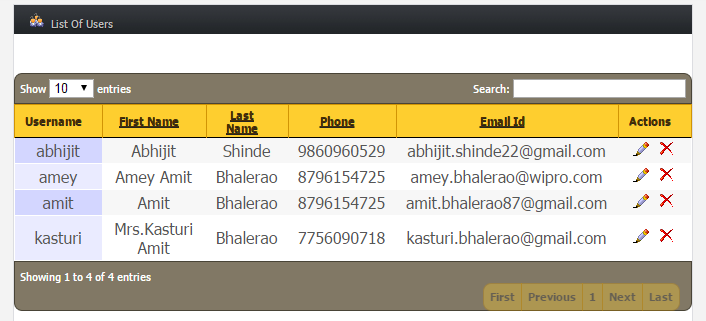 List Of Users
Show 10 entries Search:
Username First Name Last Name Phone Email Id Actions
abhijit Abhijit Shinde 9860960529 abhijit.shinde22@gmail.com
amey Amey Amit Bhalerao 8796154725 amey.bhalerao@wipro.com
amit Amit Bhalerao 8796154725 amit.bhalerao87@gmail.com
kasturi Mrs.Kasturi Amit Bhalerao 7756090718 kasturi.bhalerao@gmail.com
Showing 1 to 4 of 4 entries
First Previous 1 Next Last